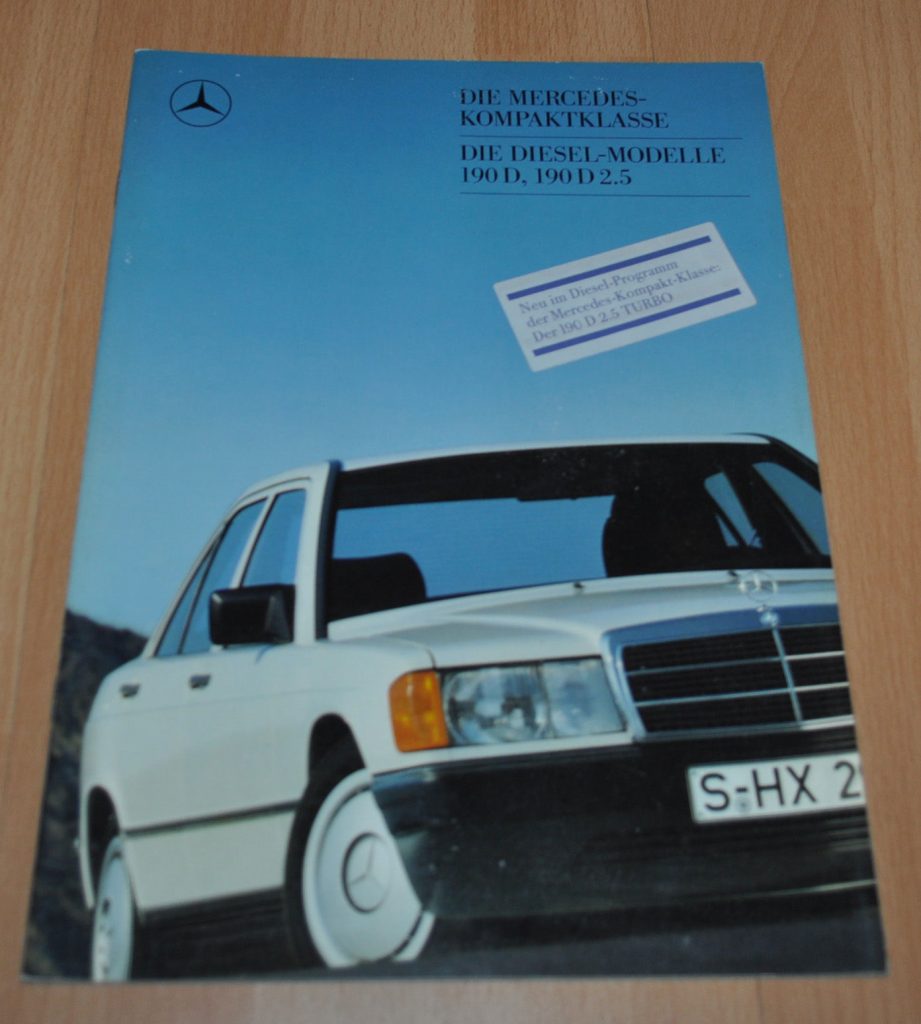 DIE MERCEDES-
KOMPAKTKLASSE
DIE DIESEL-MODELLE
190 D, 190 D 2.5
Neu im Diesel-Programm
der Mercedes-Kompakt-Klasse:
Der 190 D 2.5 TURBO
S-HX 2